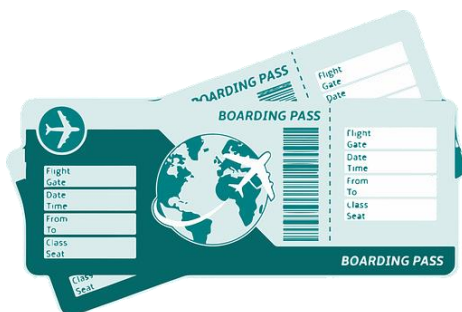 BOARDING PASS
Flight
Gate
Date
BOARDING PASS
Flight
Gate
Date
Time
From
To
Class
Seat
Flight
Gate
Date
Time
From
To
Class
Seat
BOARDING PASS
Class
Seat